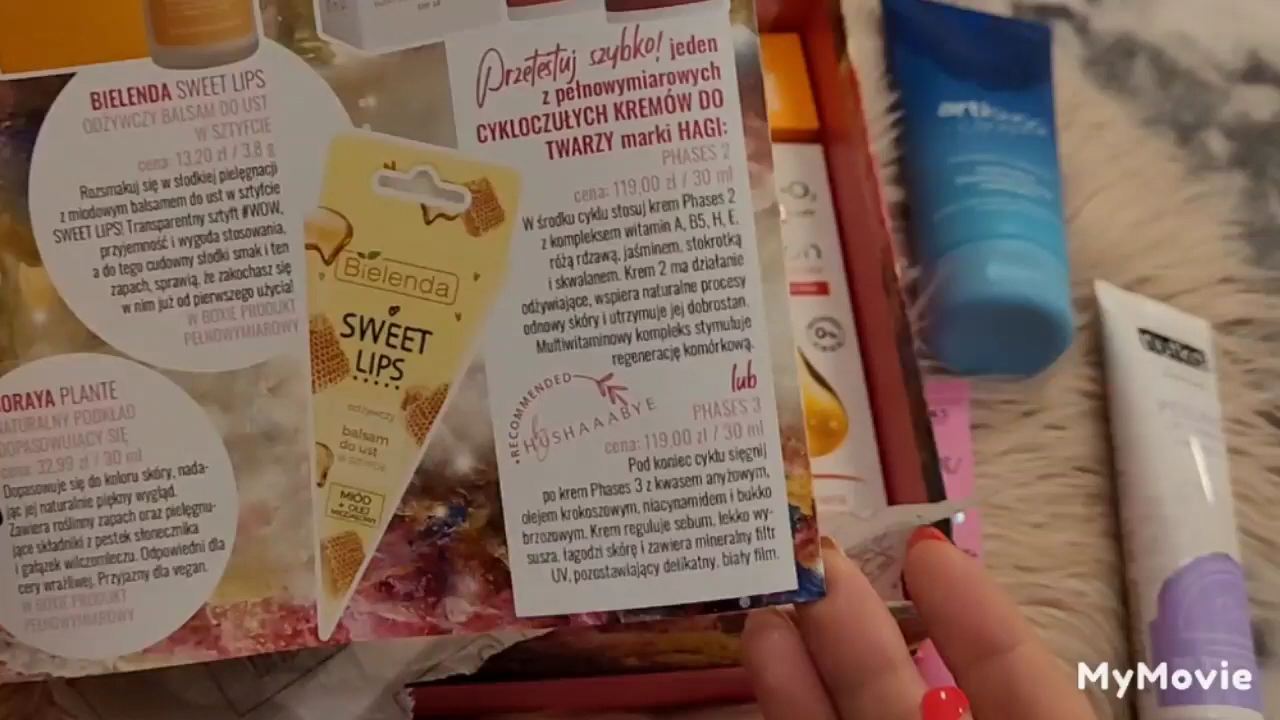 BIELENDA SWEET LIPS
ODŻYWCZY BALSAM DO UST
W SZTYFCIE
cena: 13,20 zł / 3,8 g
Rozsmakuj się w słodkiej pielęgnacji
z miodowym balsamem do ust w sztyfcie
SWEET LIPS! Transparentny sztyft #WOW,
przyjemność i wygoda stosowania,
a do tego cudowny słodki smak i ten
zapach, sprawią, że zakochasz się
w nim już od pierwszego użycia!
W BOXIE PRODUKT
PEŁNOWYMIAROWY
ORAYA PLANTE
NATURALNY PODKŁAD
DOPASOWUJĄCY SIĘ
cena: 32,99 zł / 30 ml
Dopasowuje się do koloru skóry, nada-
jąc jej naturalnie piękny wygląd.
Zawiera roślinny zapach oraz pielęgnu-
jące składniki z pestek słonecznika
i gałązek wilczomleczu. Odpowiedni dla
cery wrażliwej. Przyjazny dla vegan.
W BOXIE PRODUKT
PEŁNOWYMIAROWY
Bielenda
SWEET
LIPS
odżywczy
balsam
do ust
w sztyfcie
MIÓD
+ OLEJ
Przetestuj szybko! jeden
z pełnowymiarowych
CYKLOCZUŁYCH KREMÓW DO
TWARZY marki HAGI:
PHASES 2
cena: 119,00 zł / 30 ml
W środku cyklu stosuj krem Phases 2
z kompleksem witamin A, B5, H, E,
różą rdzawą, jaśminem, stokrotką
i skwalanem. Krem 2 ma działanie
odżywiające, wspiera naturalne procesy
odnowy skóry i utrzymuje jej dobrostan.
Multiwitaminowy kompleks stymuluje
regenerację komórkową.
lub
RECOMMENDED
by
HUSHAAABYE
PHASES 3
cena: 119,00 zł / 30 ml
Pod koniec cyklu sięgnij
po krem Phases 3 z kwasem anyżowym,
olejem krokoszowym, niacynamidem i bukko
brzozowym. Krem reguluje sebum, lekko wy-
susza, łagodzi skórę i zawiera mineralny filtr
UV, pozostawiający delikatny, biały film.
MyMovie